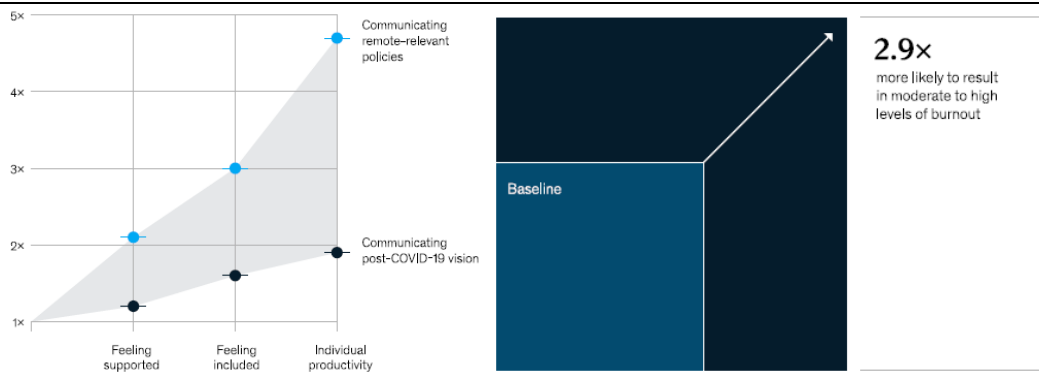 5×
4×
3×
2×
1×
Communicating
remote–relevant
policies
Communicating
post-COVID-19 vision
Feeling
supported
Feeling
included
Individual
productivity
Baseline
2.9×
more likely to result
in moderate to high
levels of burnout